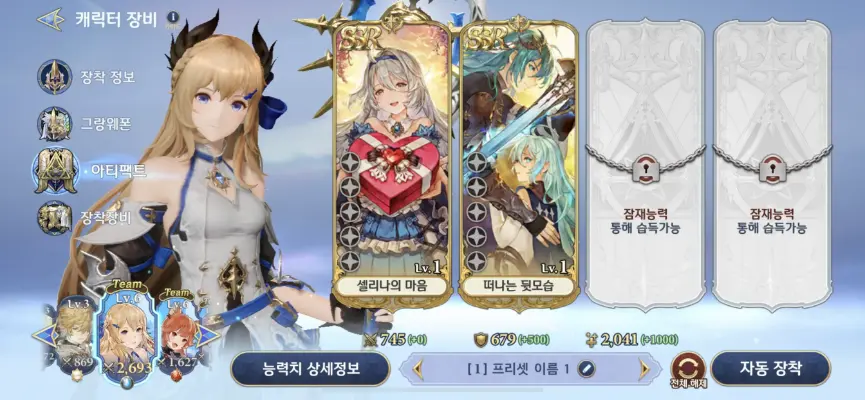 캐릭터 장비
장착 정보
그랑웨폰
아티팩트
장착장비
SSR
Lv.1
셀리나의 마음
SSR
Lv.1
떠나는 뒷모습
잠재능력
통해 습득가능
잠재능력
통해 습득가능
Lv.3
×869
Team
Lv.6
×2,693
Team
Lv.6
×1,627
745(+0)
679(+500)
2,041(+1000)
능력치 상세정보
[1] 프리셋 이름 1
전체 해제
자동 장착